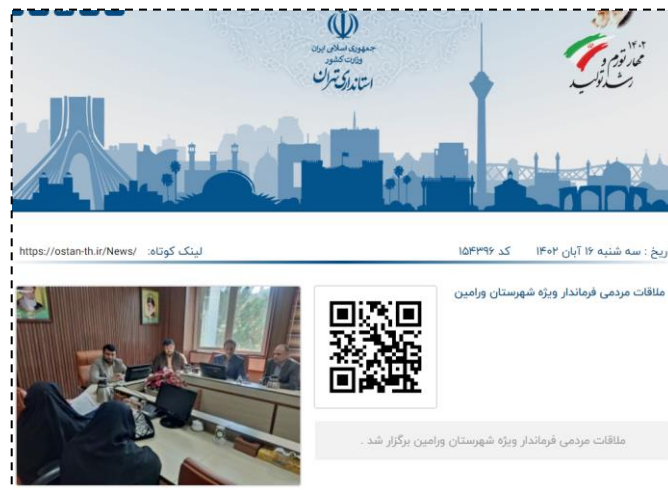 جمهوری اسلامی ایران
وزارت کشور
استانداری تهران
۱۴۰۲
مهار تورم و
رشد تولید
ریخ : سه شنبه ۱۶ آبان ۱۴۰۲ کد ۱۵۴۳۹۶ لینک کوتاه: https://ostan-th.ir/News/
ملاقات مردمی فرماندار ویژه شهرستان ورامین
ملاقات مردمی فرماندار ویژه شهرستان ورامین برگزار شد .